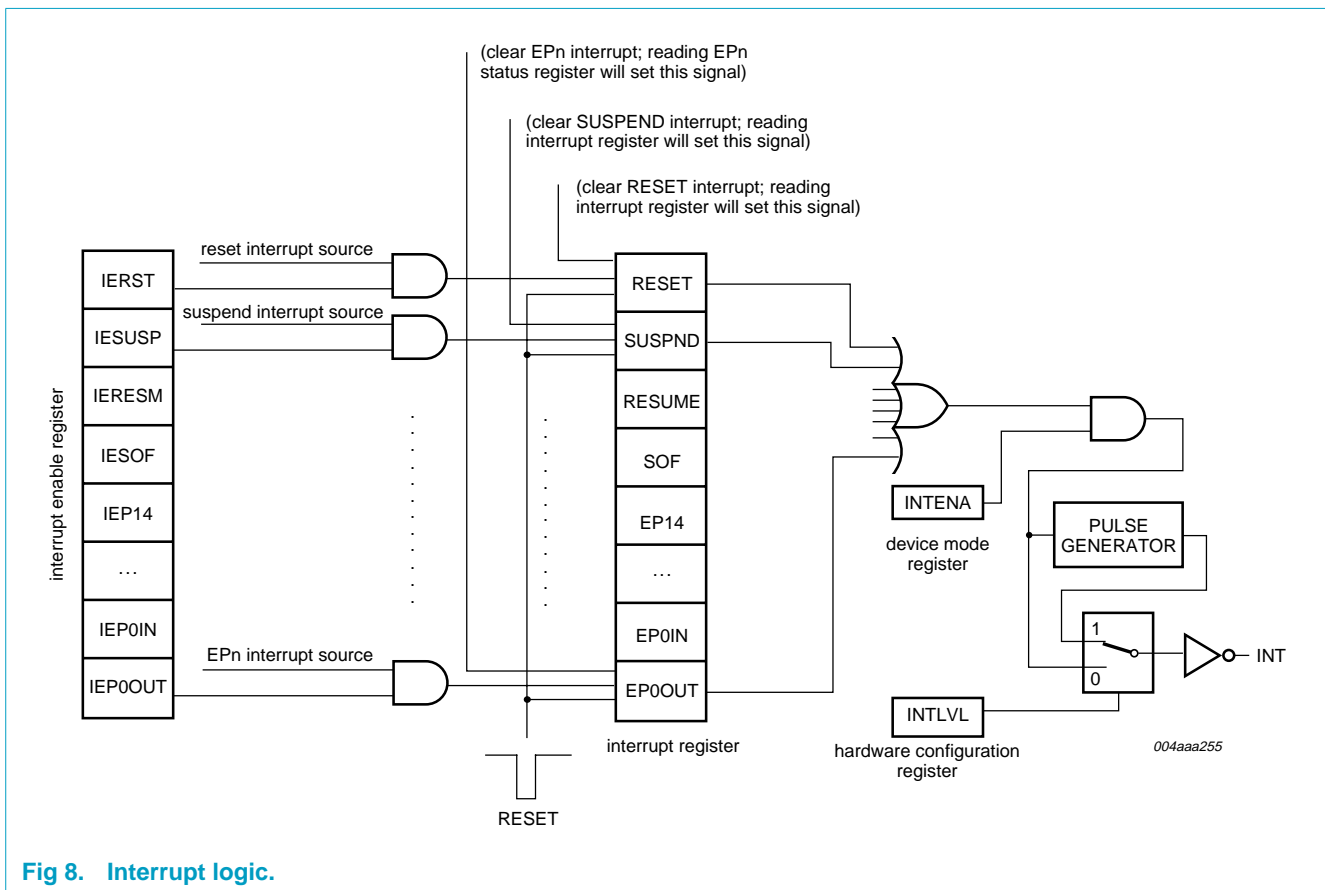 (clear EPn interrupt; reading EPn
status register will set this signal)
(clear SUSPEND interrupt; reading
interrupt register will set this signal)
(clear RESET interrupt; reading
interrupt register will set this signal)
interrupt enable register
IERST
IESUSP
IERESM
IESOF
IEP14
...
IEP0IN
IEP0OUT
reset interrupt source
suspend interrupt source
EPn interrupt source
RESET
SUSPND
RESUME
SOF
EP14
...
EP0IN
EP0OUT
interrupt register
RESET
INTENA
device mode
register
PULSE
GENERATOR
1
0
INT
INTLVL
hardware configuration
register
004aaa255
Fig 8. Interrupt logic.